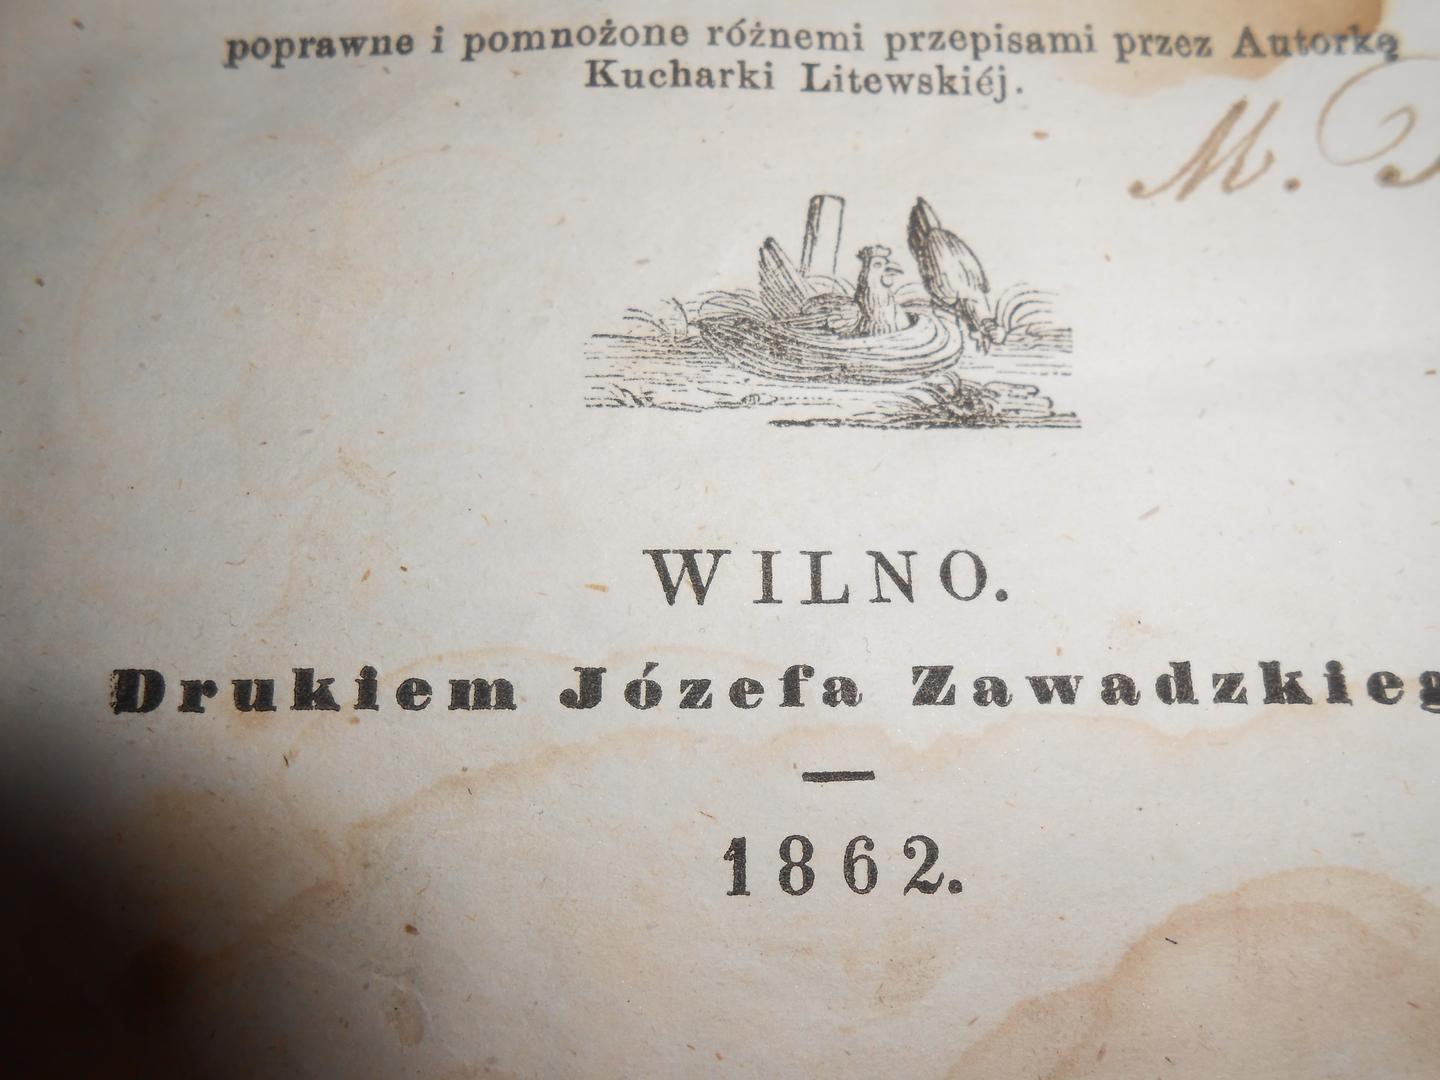 poprawne i pomnożone różnemi przepisami przez Autorkę
Kucharki Litewskiéj.
M.
WILNO.
Drukiem Józefa Zawadzkieg
1862.